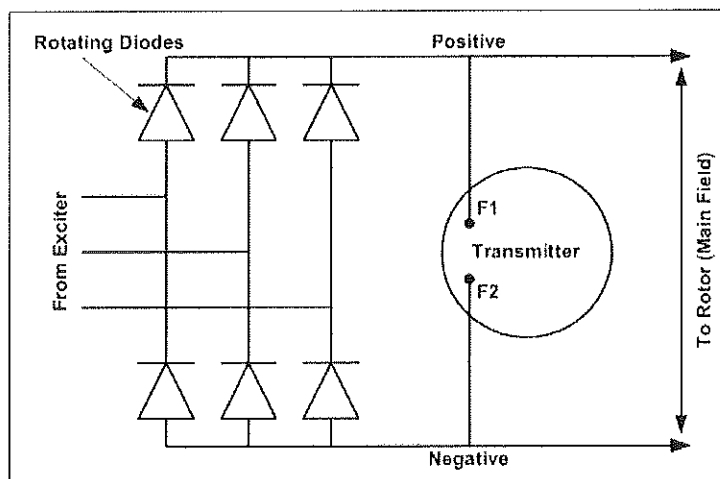 Rotating Diodes
Positive
From Exciter
F1
Transmitter
F2
To Rotor (Main Field)
Negative